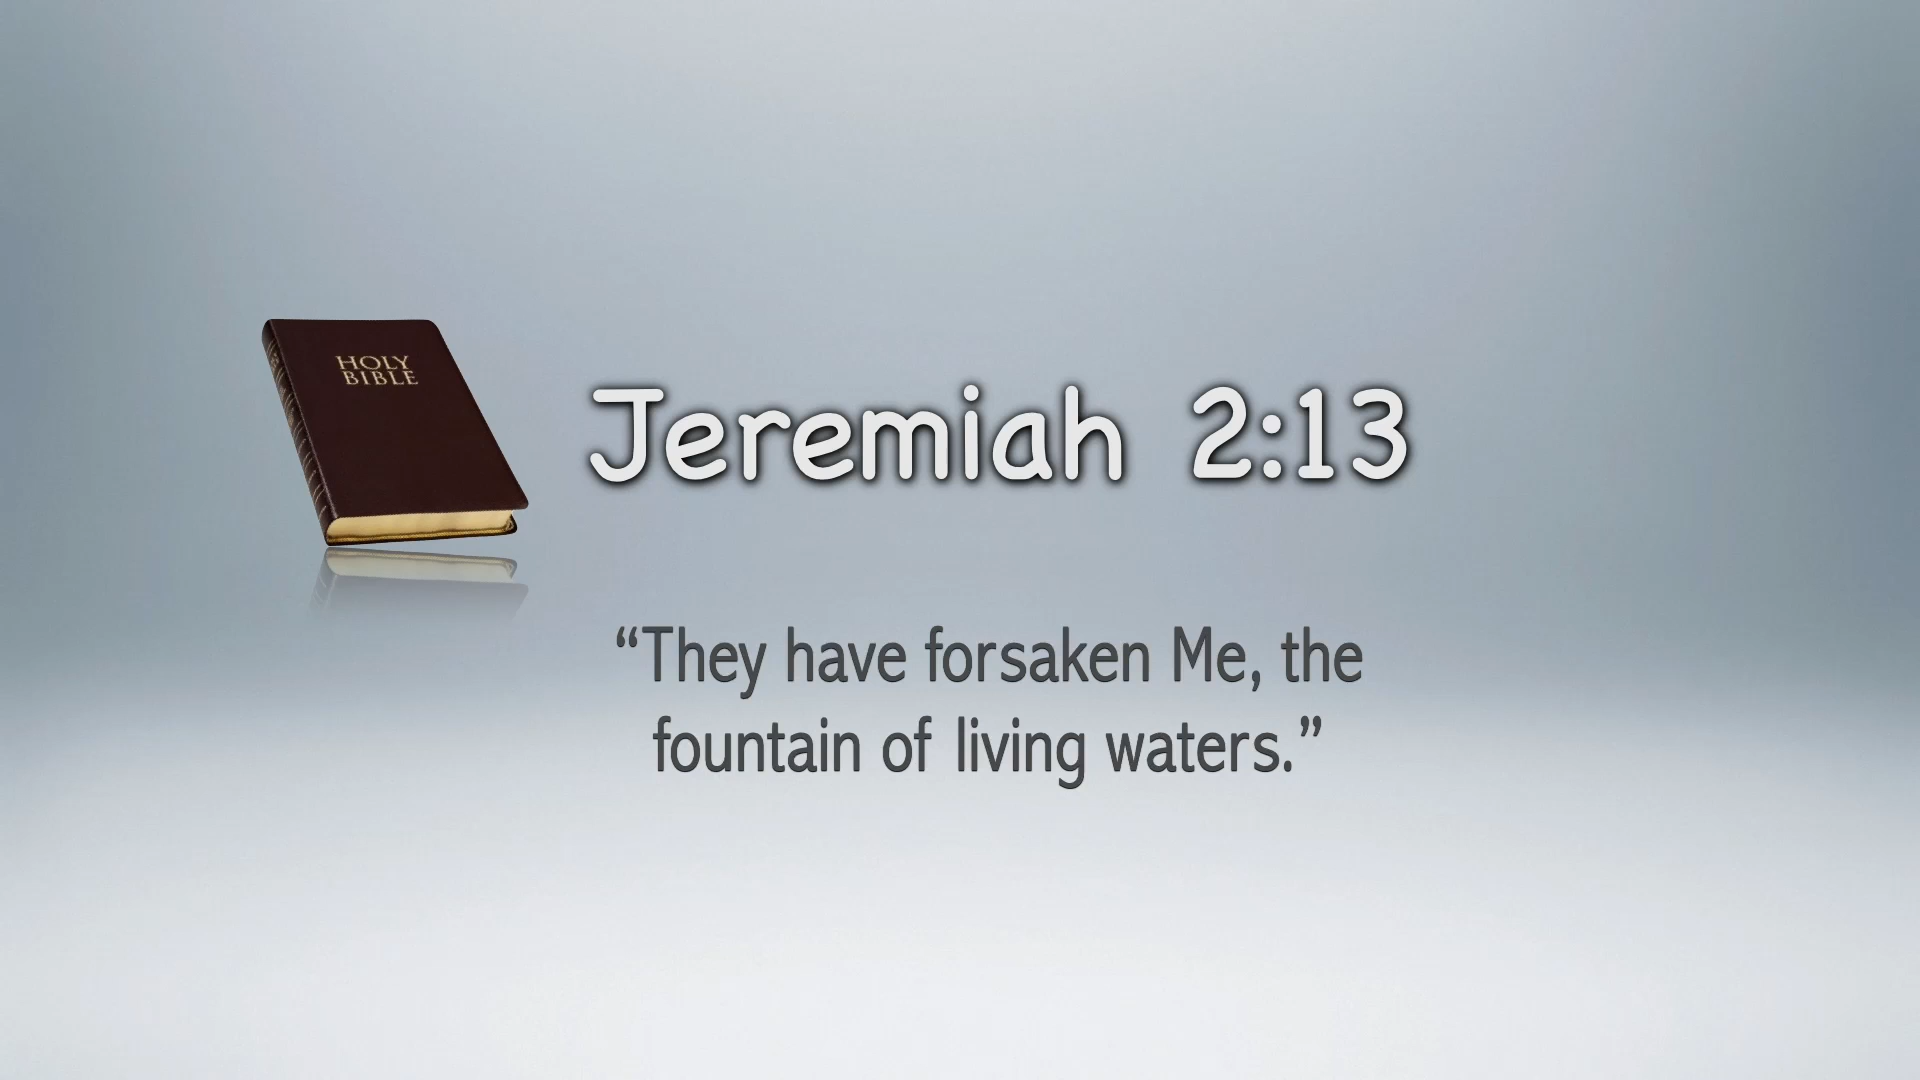 HOLY
BIBLE
Jeremiah 2:13
“They have forsaken Me, the
fountain of living waters.”